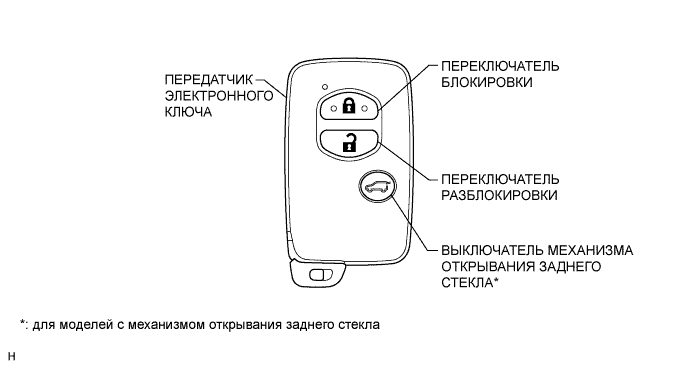 ПЕРЕДАТЧИК
ЭЛЕКТРОННОГО
КЛЮЧА
ПЕРЕКЛЮЧАТЕЛЬ
БЛОКИРОВКИ
ПЕРЕКЛЮЧАТЕЛЬ
РАЗБЛОКИРОВКИ
ВЫКЛЮЧАТЕЛЬ МЕХАНИЗМА
ОТКРЫВАНИЯ ЗАДНЕГО
СТЕКЛА*
*: для моделей с механизмом открывания заднего стекла
H